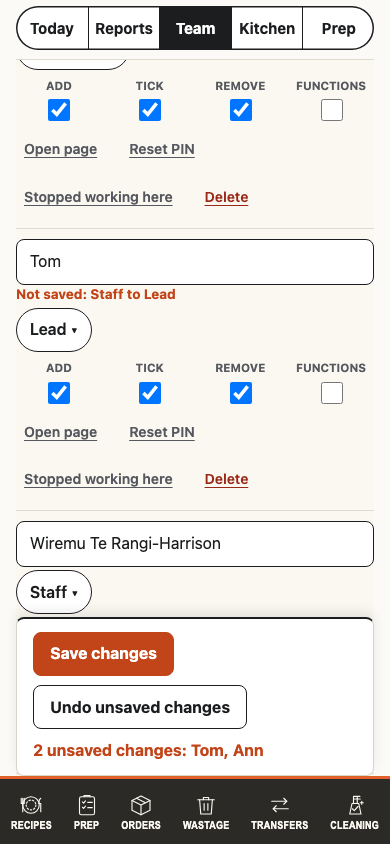 Today Reports Team Kitchen Prep
ADD TICK REMOVE FUNCTIONS
Open page Reset PIN
Stopped working here Delete
Tom
Not saved: Staff to Lead
Lead ▾
ADD TICK REMOVE FUNCTIONS
Open page Reset PIN
Stopped working here Delete
Wiremu Te Rangi-Harrison
Staff ▾
Save changes
Undo unsaved changes
2 unsaved changes: Tom, Ann
RECIPES PREP ORDERS WASTAGE TRANSFERS CLEANING